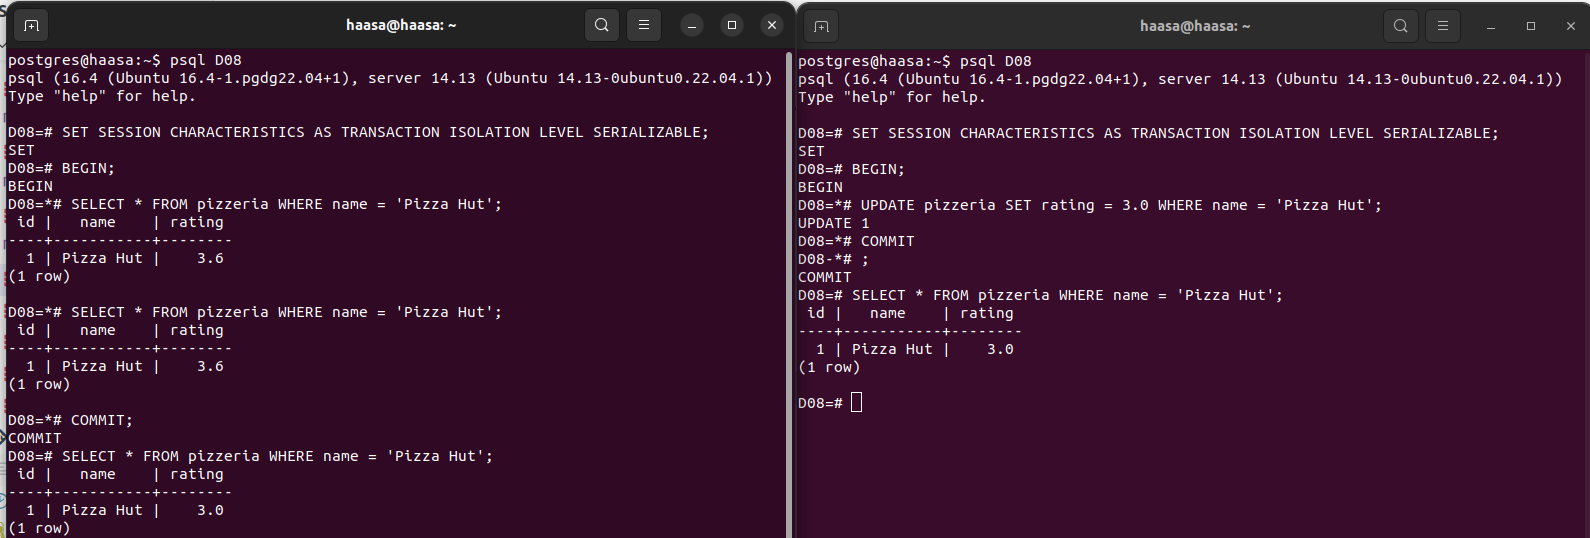 haasa@haasa: ~
postgres@haasa:~$ psql D08
psql (16.4 (Ubuntu 16.4-1.pgdg22.04+1), server 14.13 (Ubuntu 14.13-0ubuntu0.22.04.1))
Type "help" for help.
D08=# SET SESSION CHARACTERISTICS AS TRANSACTION ISOLATION LEVEL SERIALIZABLE;
SET
D08=# BEGIN;
BEGIN
D08=*# SELECT * FROM pizzeria WHERE name = 'Pizza Hut';
 id |   name    | rating
----+-----------+--------
  1 | Pizza Hut |    3.6
(1 row)
D08=*# SELECT * FROM pizzeria WHERE name = 'Pizza Hut';
 id |   name    | rating
----+-----------+--------
  1 | Pizza Hut |    3.6
(1 row)
D08=*# COMMIT;
COMMIT
D08=# SELECT * FROM pizzeria WHERE name = 'Pizza Hut';
 id |   name    | rating
----+-----------+--------
  1 | Pizza Hut |    3.0
(1 row)
haasa@haasa: ~
postgres@haasa:~$ psql D08
psql (16.4 (Ubuntu 16.4-1.pgdg22.04+1), server 14.13 (Ubuntu 14.13-0ubuntu0.22.04.1))
Type "help" for help.
D08=# SET SESSION CHARACTERISTICS AS TRANSACTION ISOLATION LEVEL SERIALIZABLE;
SET
D08=# BEGIN;
BEGIN
D08=*# UPDATE pizzeria SET rating = 3.0 WHERE name = 'Pizza Hut';
UPDATE 1
D08=*# COMMIT
D08-*# ;
COMMIT
D08=# SELECT * FROM pizzeria WHERE name = 'Pizza Hut';
 id |   name    | rating
----+-----------+--------
  1 | Pizza Hut |    3.0
(1 row)
D08=#